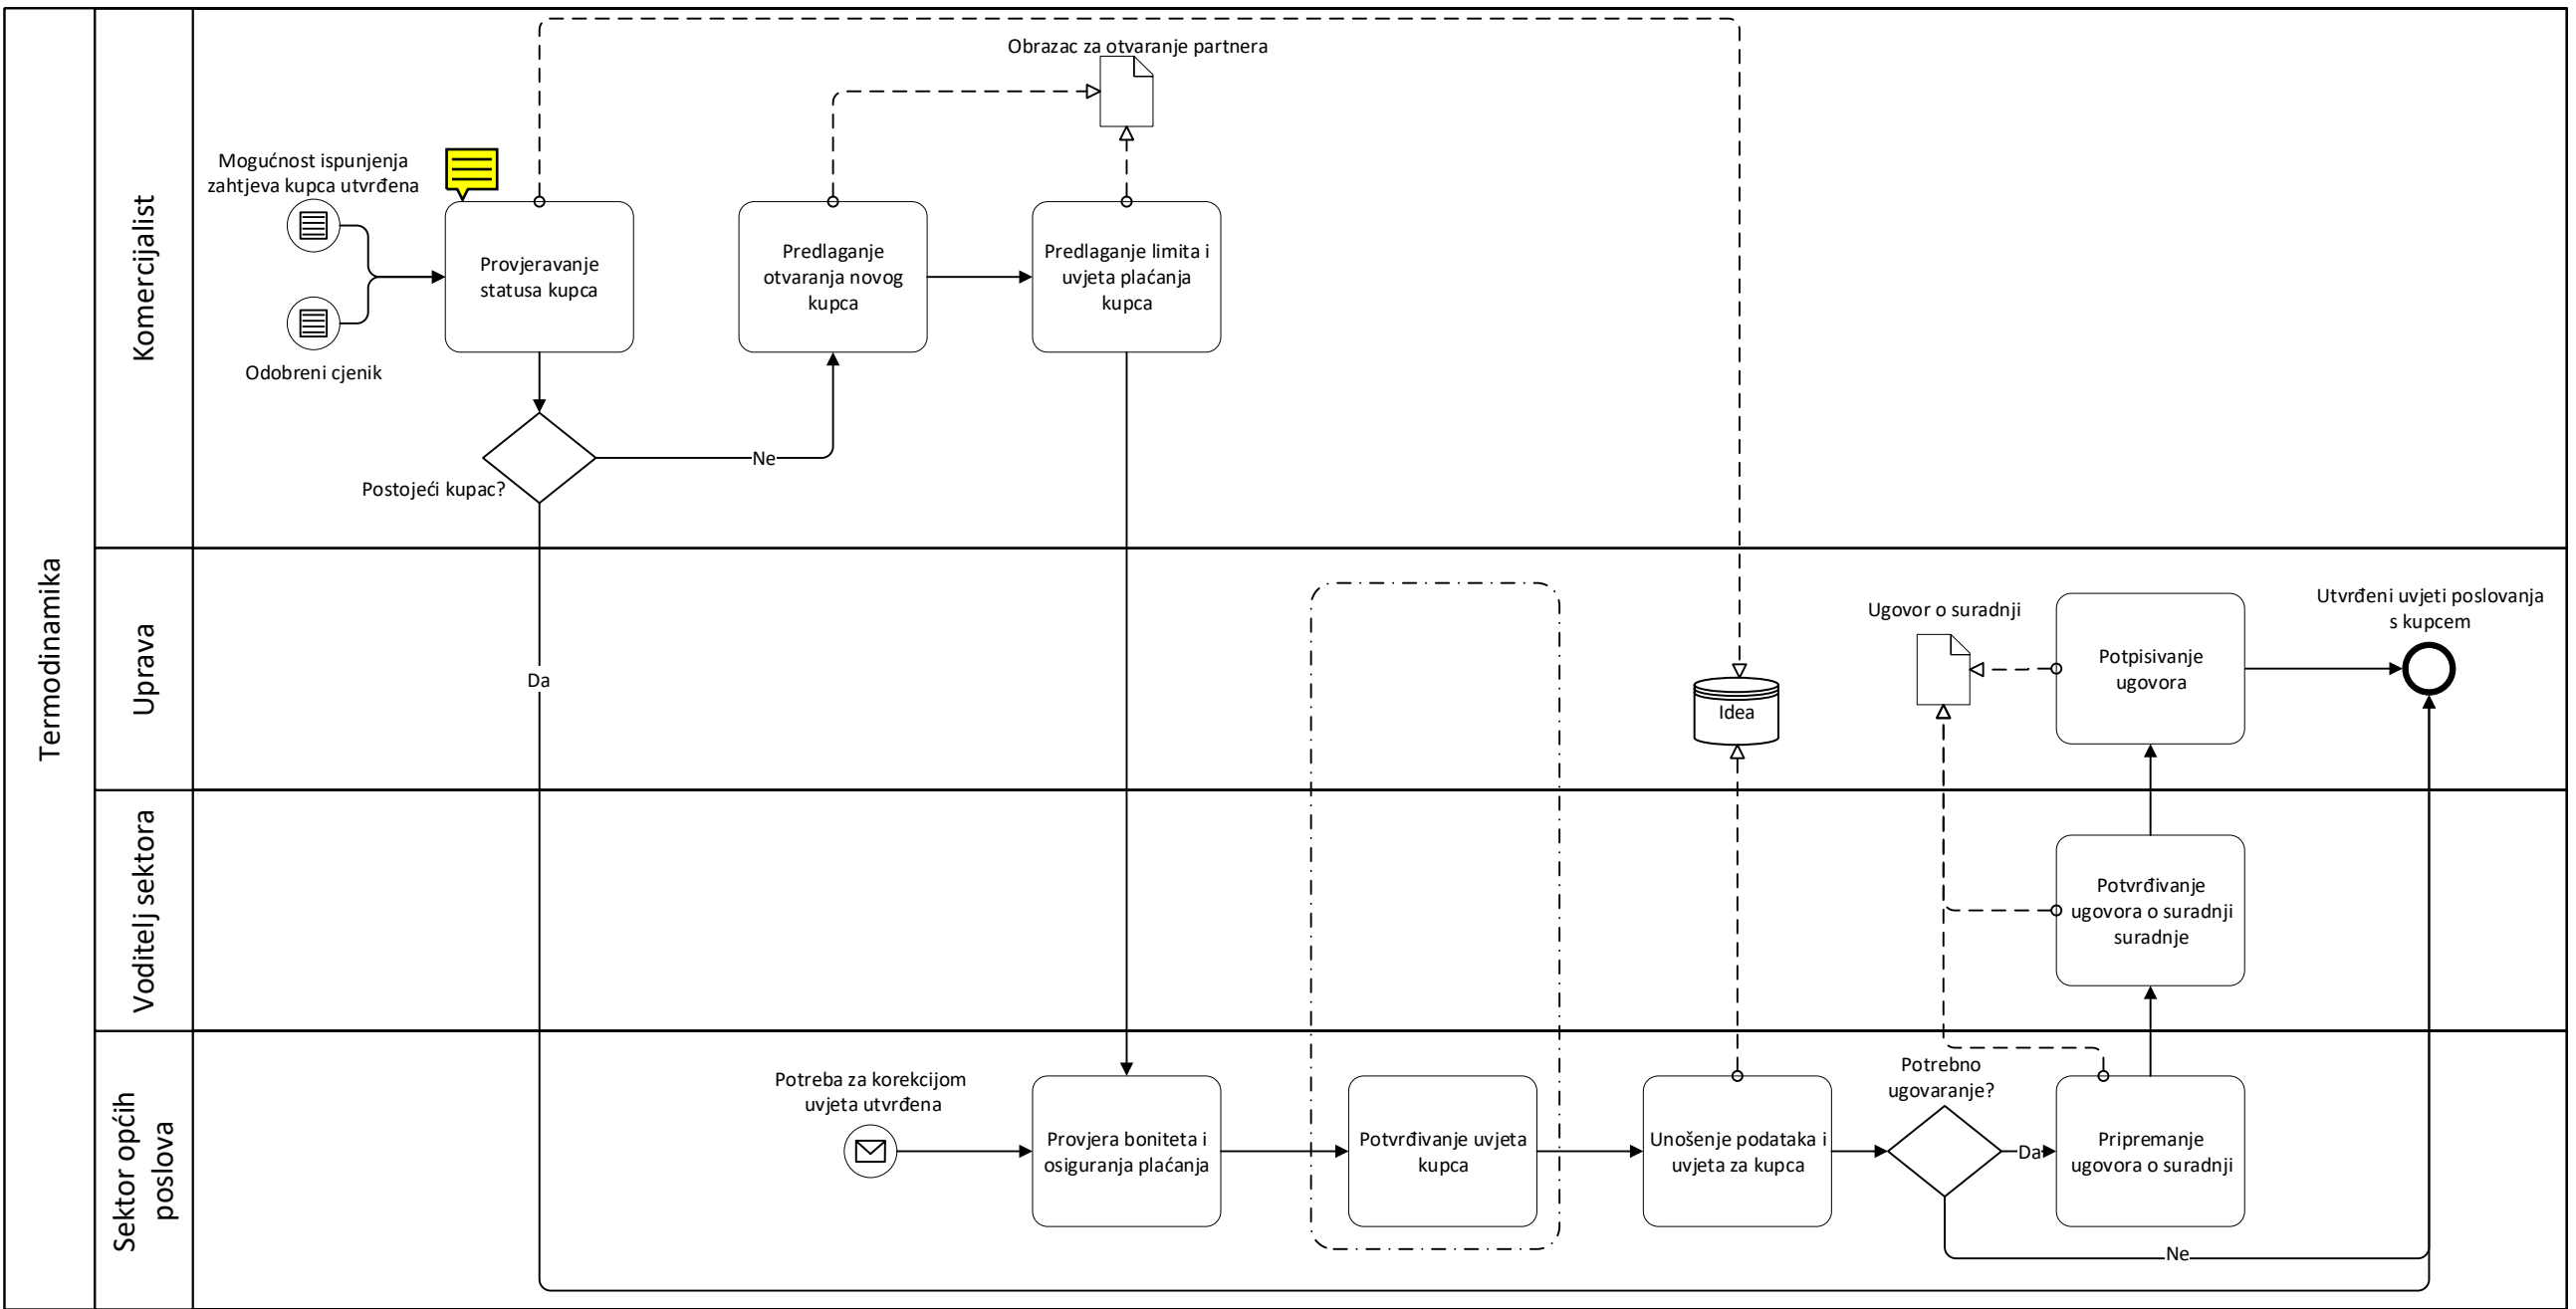 Termodinamika
Komercijalist
Uprava
Voditelj sektora
Sektor općih
poslova
Obrazac za otvaranje partnera
Mogućnost ispunjenja
zahtjeva kupca utvrđena
Odobreni cjenik
Provjeravanje
statusa kupca
Predlaganje
otvaranja novog
kupca
Predlaganje limita i
uvjeta plaćanja
kupca
Ne
Postojeći kupac?
Da
Idea
Ugovor o suradnji
Potpisivanje
ugovora
Utvrđeni uvjeti poslovanja
s kupcem
Potvrđivanje
ugovora o suradnji
suradnje
Potreba za korekcijom
uvjeta utvrđena
Provjera boniteta i
osiguranja plaćanja
Potvrđivanje uvjeta
kupca
Unošenje podataka i
uvjeta za kupca
Potrebno
ugovaranje?
Da
Pripremanje
ugovora o suradnji
Ne